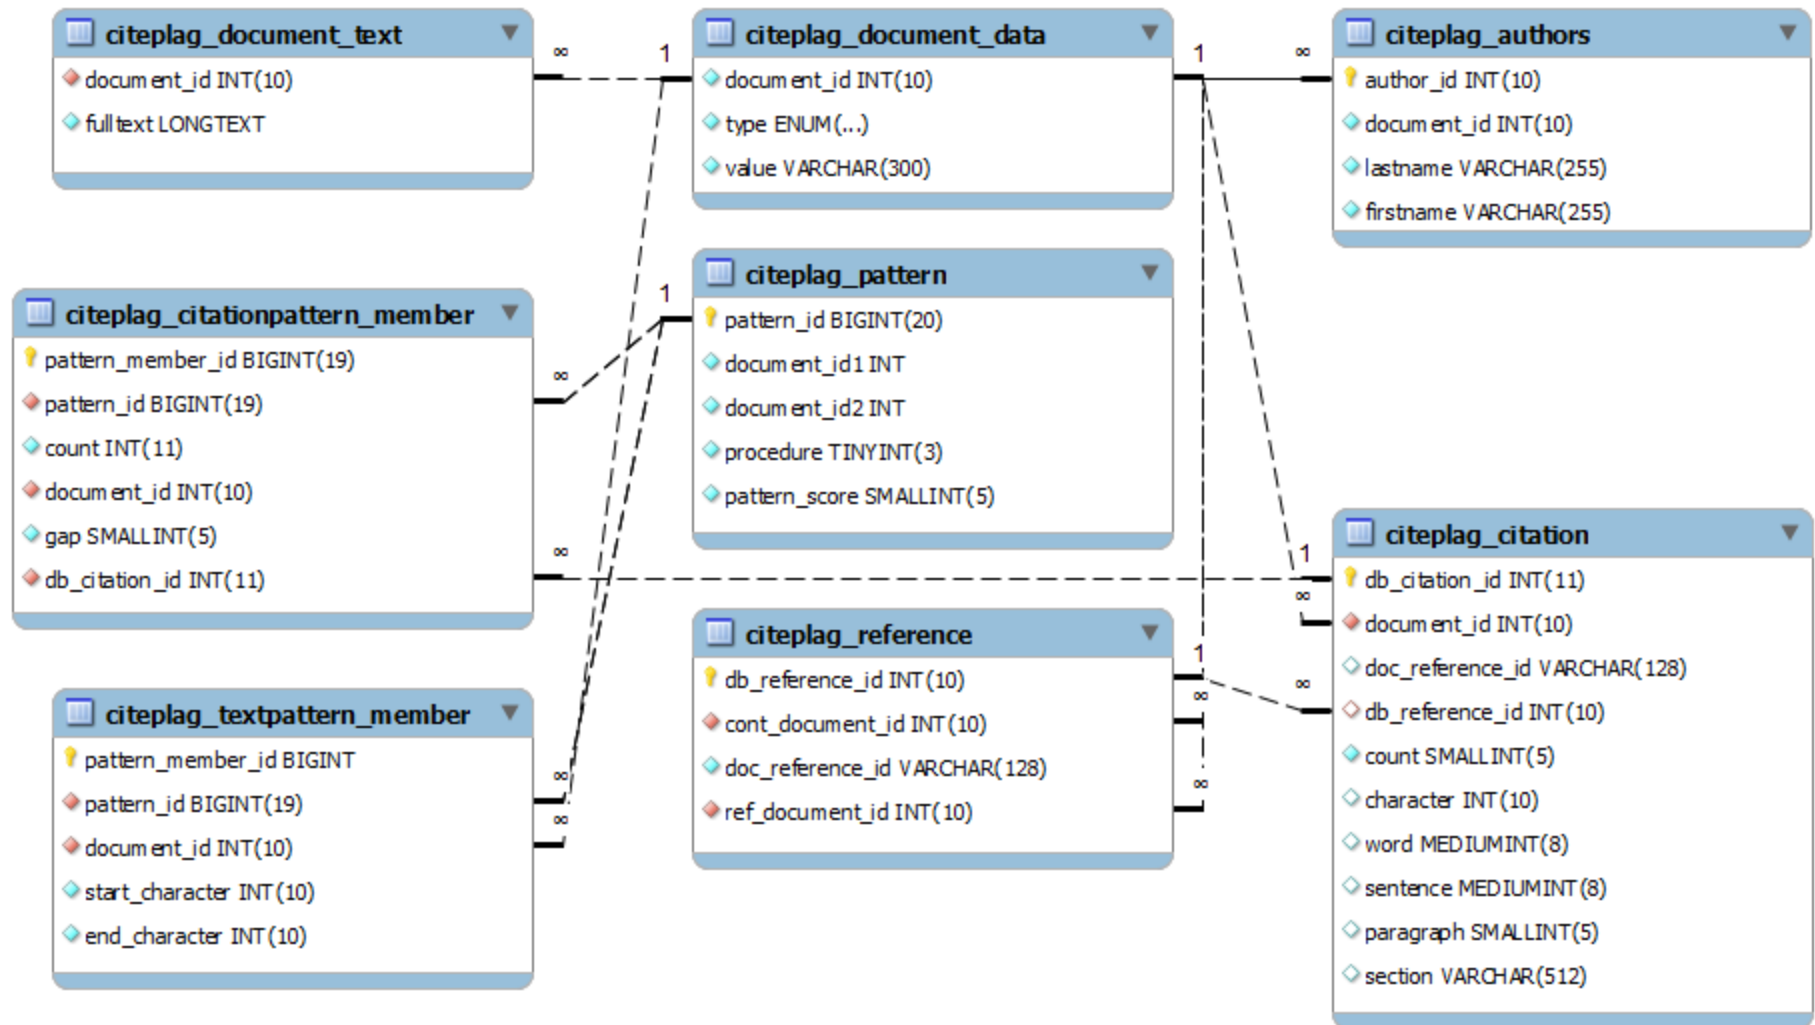 citeplag_document_text
document_id INT(10)
fulltext LONGTEXT
∞
1
citeplag_document_data
document_id INT(10)
type ENUM(...)
value VARCHAR(300)
1
∞
citeplag_authors
author_id INT(10)
document_id INT(10)
lastname VARCHAR(255)
firstname VARCHAR(255)
citeplag_citationpattern_member
pattern_member_id BIGINT(19)
pattern_id BIGINT(19)
count INT(11)
document_id INT(10)
gap SMALLINT(5)
db_citation_id INT(11)
∞
∞
1
citeplag_pattern
pattern_id BIGINT(20)
document_id1 INT
document_id2 INT
procedure TINYINT(3)
pattern_score SMALLINT(5)
citeplag_textpattern_member
pattern_member_id BIGINT
pattern_id BIGINT(19)
document_id INT(10)
start_character INT(10)
end_character INT(10)
∞
∞
citeplag_reference
db_reference_id INT(10)
cont_document_id INT(10)
doc_reference_id VARCHAR(128)
ref_document_id INT(10)
1
∞
∞
1
∞
∞
citeplag_citation
db_citation_id INT(11)
document_id INT(10)
doc_reference_id VARCHAR(128)
db_reference_id INT(10)
count SMALLINT(5)
character INT(10)
word MEDIUMINT(8)
sentence MEDIUMINT(8)
paragraph SMALLINT(5)
section VARCHAR(512)